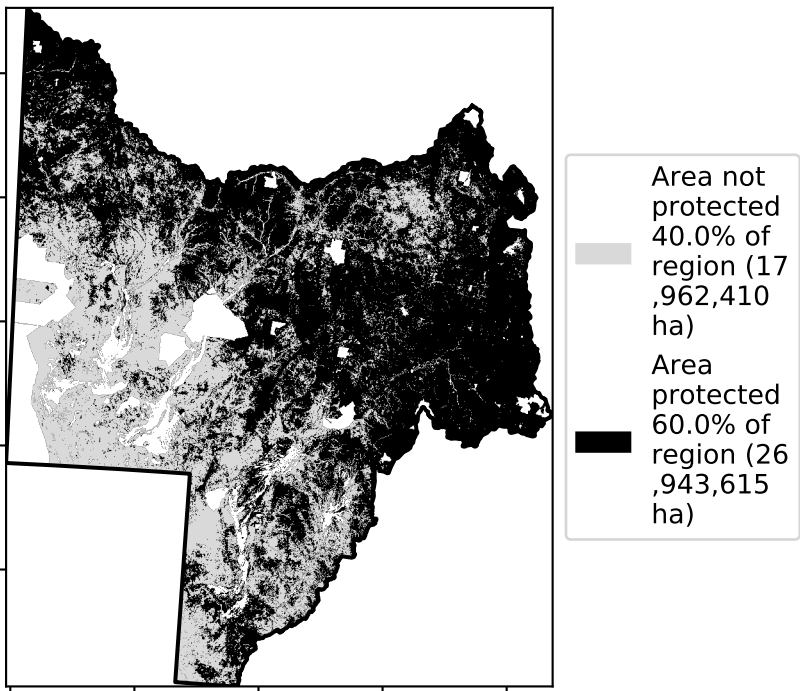 Area not
protected
40.0% of
region (17
,962,410
ha)
Area
protected
60.0% of
region (26
,943,615
ha)